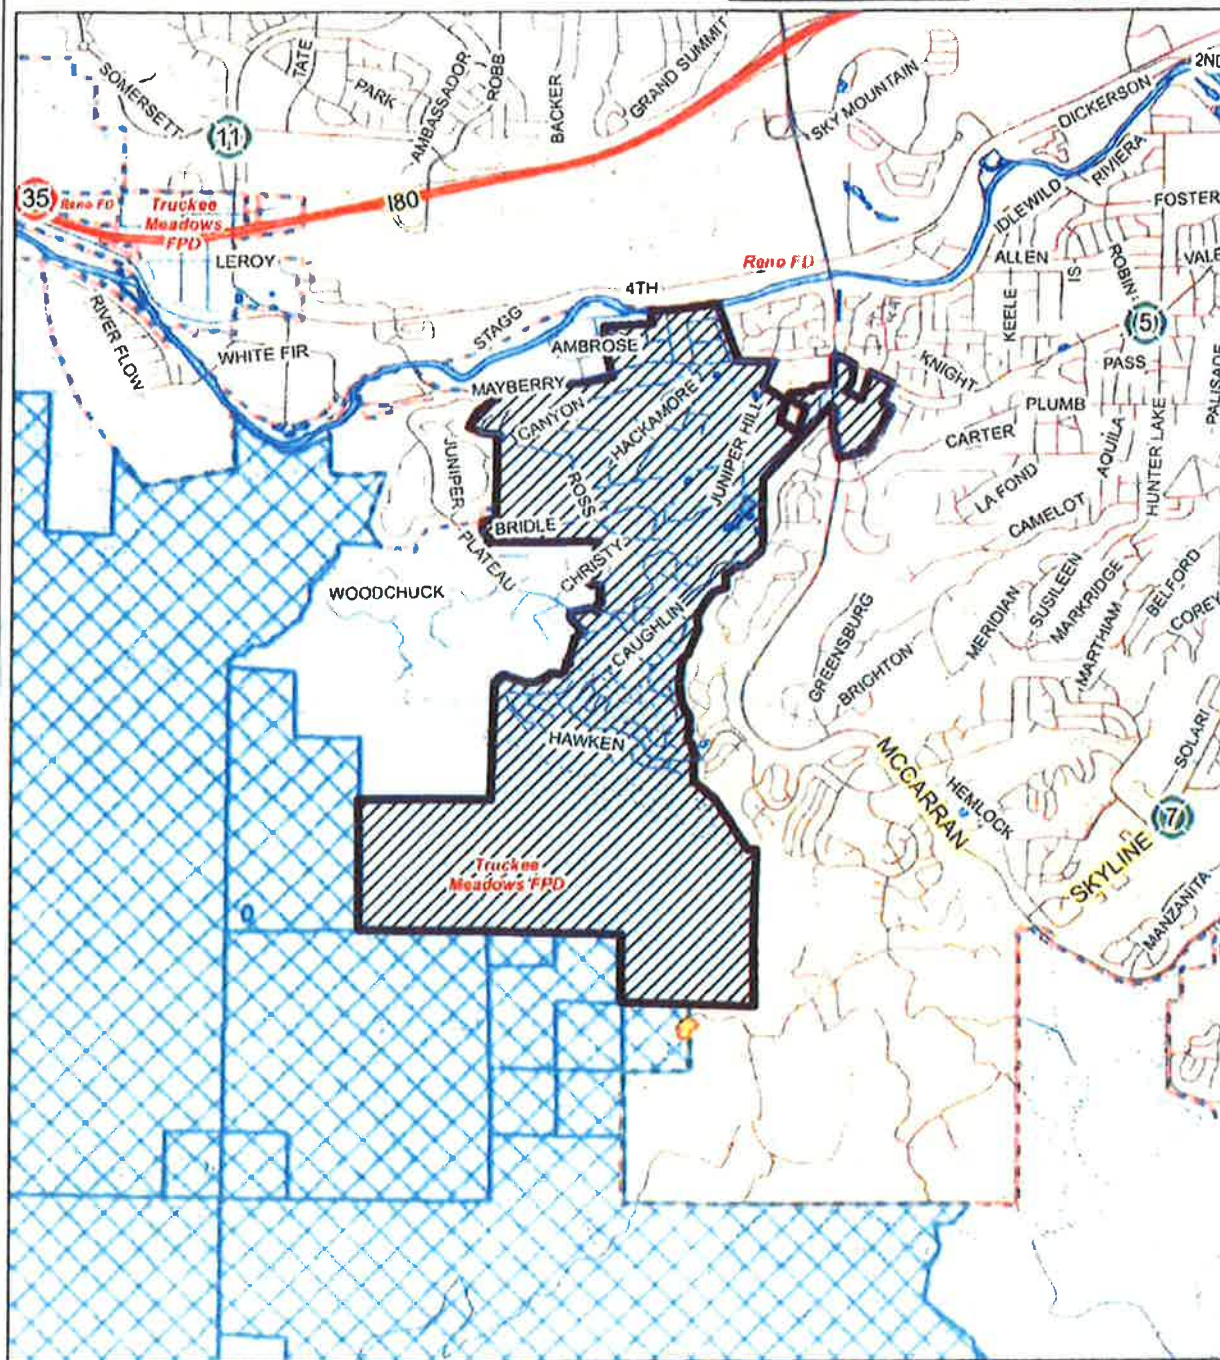 SOMERSETT
TATE
PARK
AMBASSADOR
ROBB
BACKER
GRAND SUMMIT
SKY MOUNTAIN
DICKERSON
2ND
11
35
Reno FD
Truckee
Meadows
FPD
I80
RIVIERA
IDLEWILD
FOSTER
LEROY
Reno FD
ALLEN
IS
ROBIN
VALE
4TH
KEELE
5
RIVER FLOW
STAGG
WHITE FIR
AMBROSE
MAYBERRY
KNIGHT
PASS
PALISADE
CANYON
HACKAMORE
JUNIPER HILL
PLUMB
CARTER
AQUILA
HUNTER LAKE
JUNIPER
ROSS
LA FOND
CAMELOT
BRIDLE
PLATEAU
CHRISTY
WOODCHUCK
CAUGHLIN
GREENSBURG
BRIGHTON
MERIDIAN
SUSILEEN
MARKRIDGE
MARTHIAM
BELFORD
COREY
HAWKEN
MCCARRAN
HEMLOCK
SOLARI
7
SKYLINE
MANZANITA
Truckee
Meadows FPD
0